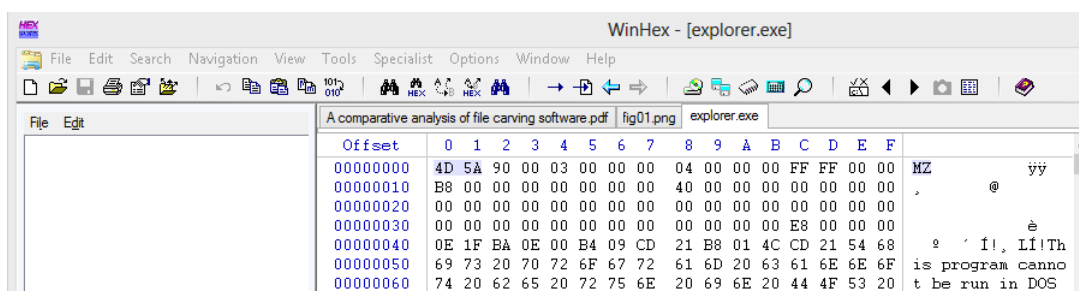 HEX
WinHex - [explorer.exe]
File Edit Search Navigation View Tools Specialist Options Window Help
File Edit
A comparative analysis of file carving software.pdf fig01.png explorer.exe
Offset 0 1 2 3 4 5 6 7 8 9 A B C D E F
00000000 4D 5A 90 00 03 00 00 00 04 00 00 00 FF FF 00 00 MZ ÿÿ
00000010 B8 00 00 00 00 00 00 00 40 00 00 00 00 00 00 00 ¸ @
00000020 00 00 00 00 00 00 00 00 00 00 00 00 00 00 00 00
00000030 00 00 00 00 00 00 00 00 00 00 00 00 E8 00 00 00 è
00000040 0E 1F BA 0E 00 B4 09 CD 21 B8 01 4C CD 21 54 68 º ´ Í!¸ LÍ!Th
00000050 69 73 20 70 72 6F 67 72 61 6D 20 63 61 6E 6E 6F is program canno
00000060 74 20 62 65 20 72 75 6E 20 69 6E 20 44 4F 53 20 t be run in DOS